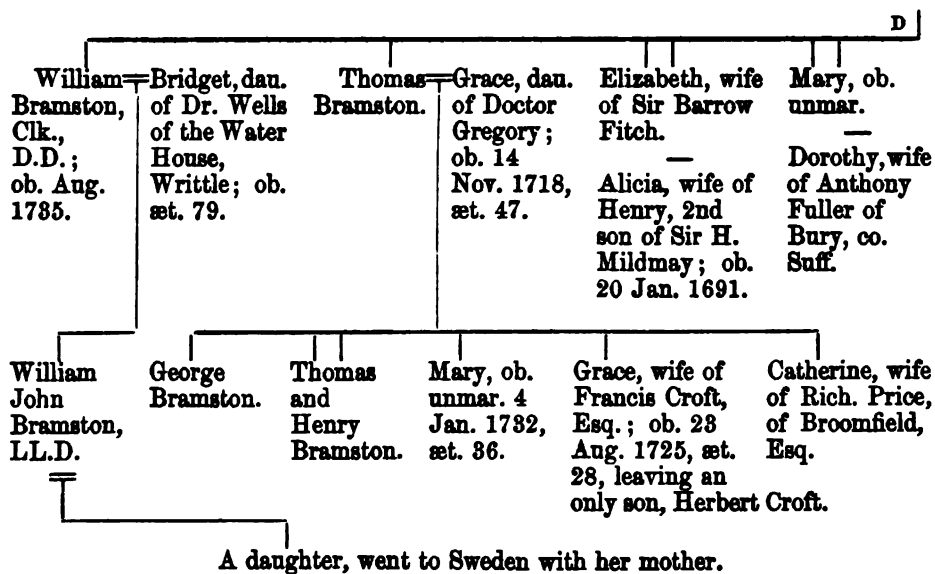 D
William
Bramston,
Clk.,
D.D.;
ob. Aug.
1735.
Bridget, dau.
of Dr. Wells
of the Water
House,
Writtle; ob.
æt. 79.
Thomas
Bramston.
Grace, dau.
of Doctor
Gregory;
ob. 14
Nov. 1718,
æt. 47.
Elizabeth, wife
of Sir Barrow
Fitch.
—
Alicia, wife of
Henry, 2nd
son of Sir H.
Mildmay; ob.
20 Jan. 1691.
Mary, ob.
unmar.
—
Dorothy, wife
of Anthony
Fuller of
Bury, co.
Suff.
William
John
Bramston,
LL.D.
George
Bramston.
Thomas
and
Henry
Bramston.
Mary, ob.
unmar. 4
Jan. 1732,
æt. 36.
Grace, wife of
Francis Croft,
Esq.; ob. 23
Aug. 1725, æt.
28, leaving an
only son, Herbert Croft.
Catherine, wife
of Rich. Price,
of Broomfield,
Esq.
A daughter, went to Sweden with her mother.